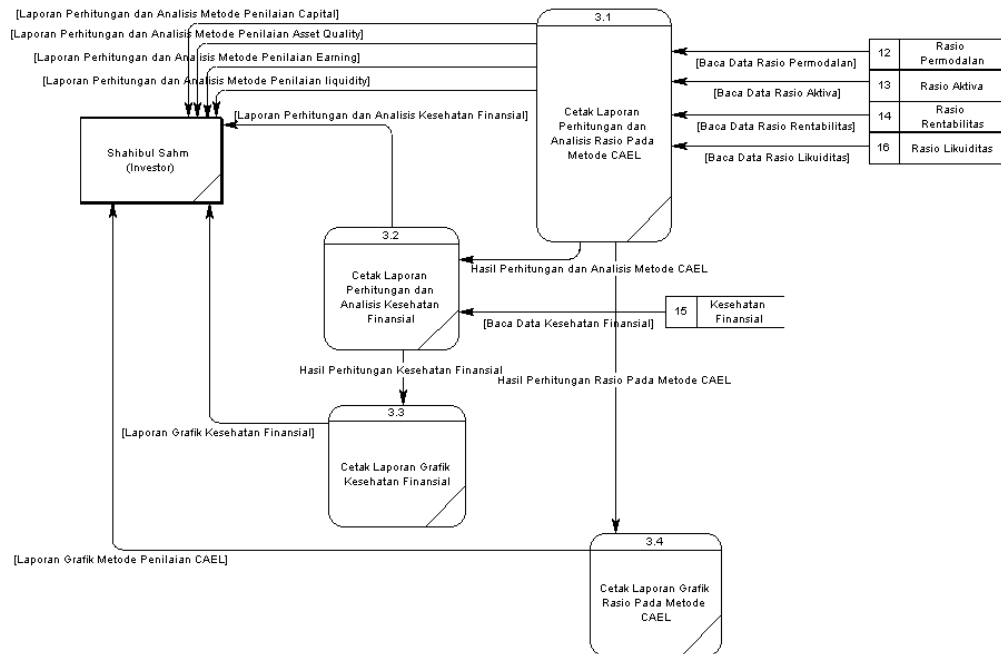 [Laporan Perhitungan dan Analisis Metode Penilaian Capital]
[Laporan Perhitungan dan Analisis Metode Penilaian Asset Quality]
[Laporan Perhitungan dan Analisis Metode Penilaian Earning]
[Laporan Perhitungan dan Analisis Metode Penilaian liquidity]
[Laporan Perhitungan dan Analisis Kesehatan Finansial]
Shahibul Sahm
(Investor)
3.1
Cetak Laporan
Perhitungan dan
Analisis Rasio Pada
Metode CAEL
12
Rasio
Permodalan
[Baca Data Rasio Permodalan]
13
Rasio Aktiva
[Baca Data Rasio Aktiva]
14
Rasio
Rentabilitas
[Baca Data Rasio Rentabilitas]
16
Rasio Likuiditas
[Baca Data Rasio Likuiditas]
3.2
Cetak Laporan
Perhitungan dan
Analisis Kesehatan
Finansial
Hasil Perhitungan dan Analisis Metode CAEL
15
Kesehatan
Finansial
[Baca Data Kesehatan Finansial]
Hasil Perhitungan Kesehatan Finansial
Hasil Perhitungan Rasio Pada Metode CAEL
3.3
Cetak Laporan Grafik
Kesehatan Finansial
[Laporan Grafik Kesehatan Finansial]
3.4
Cetak Laporan Grafik
Rasio Pada Metode
CAEL
[Laporan Grafik Metode Penilaian CAEL]